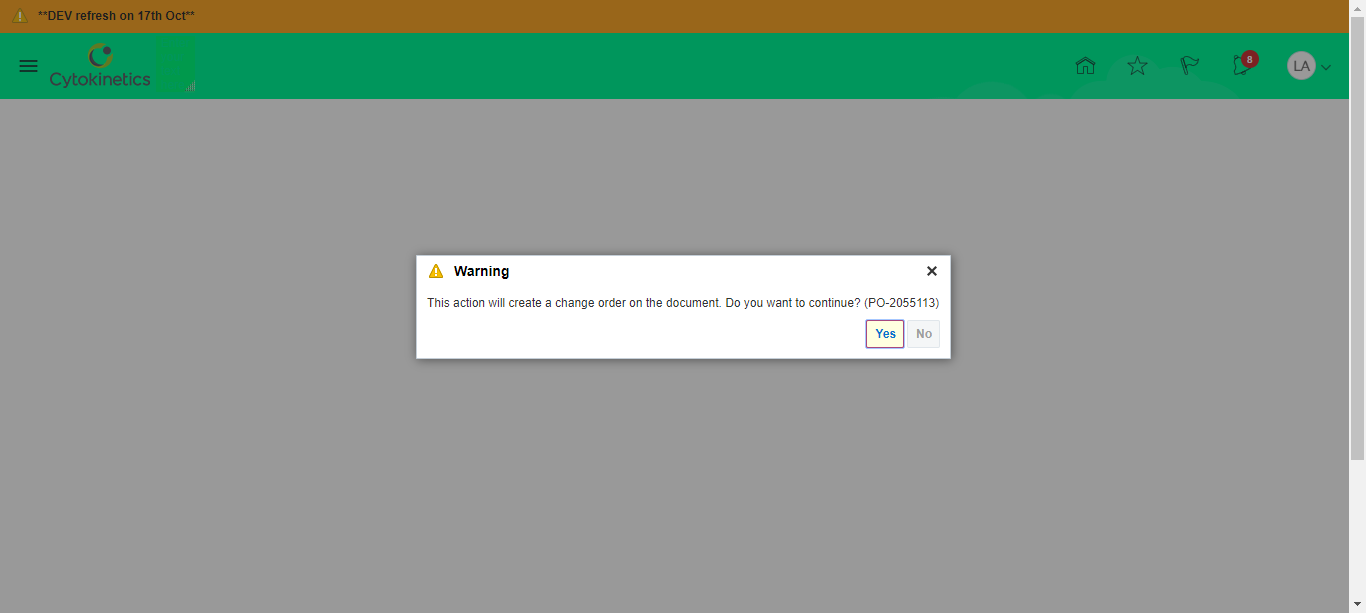 **DEV refresh on 17th Oct**
Cytokinetics
8
LA
Warning
This action will create a change order on the document. Do you want to continue? (PO-2055113)
Yes No